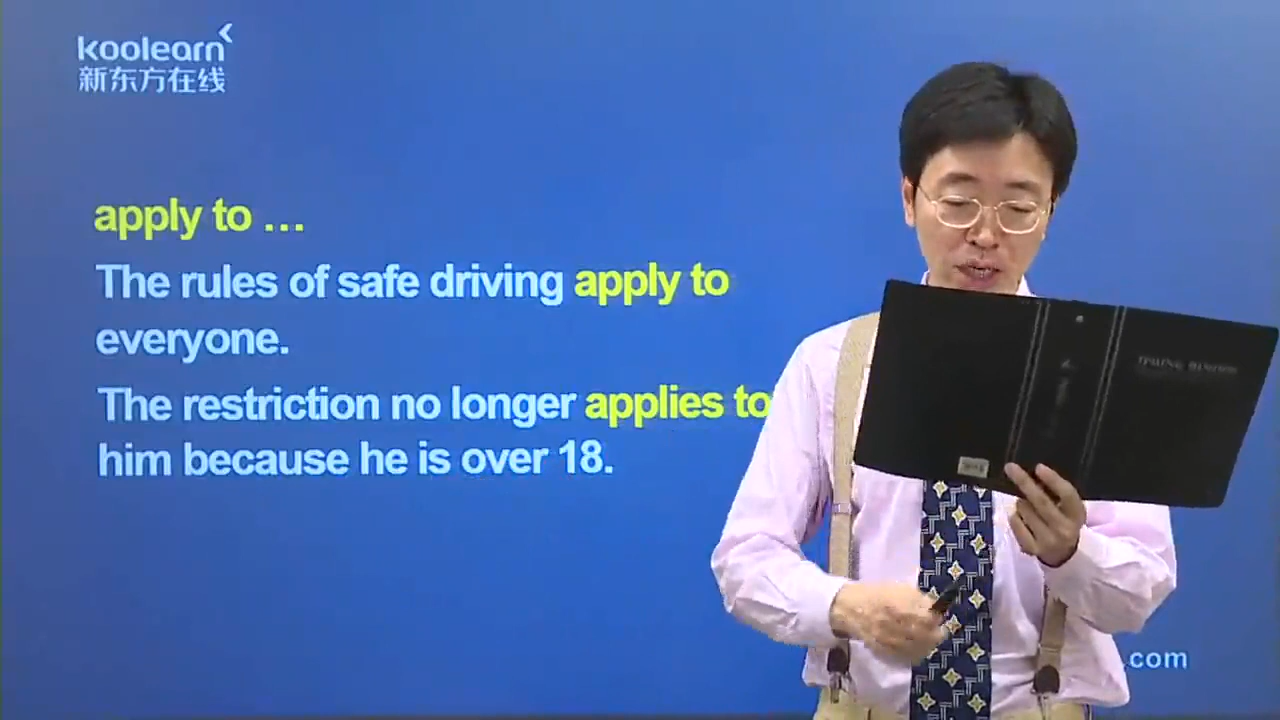 koolearn
新东方在线
apply to …
The rules of safe driving apply to
everyone.
The restriction no longer applies to
him because he is over 18.
.com